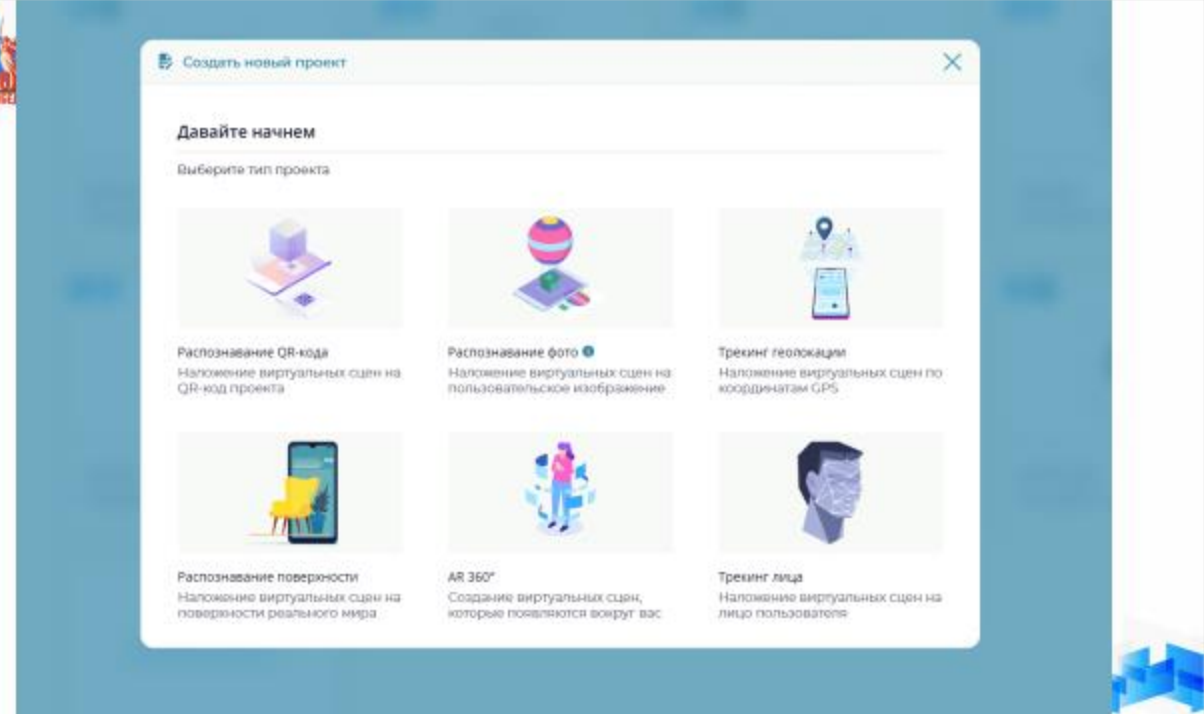 Создать новый проект
Давайте начнем
Выберите тип проекта
Распознавание QR-кода
Наложение виртуальных сцен на
QR-код проекта
Распознавание фото
Наложение виртуальных сцен на
пользовательское изображение
Трекинг геолокации
Наложение виртуальных сцен по
координатам GPS
Распознавание поверхности
Наложение виртуальных сцен на
поверхности реального мира
AR 360°
Создание виртуальных сцен,
которые появляются вокруг вас
Трекинг лица
Наложение виртуальных сцен на
лицо пользователя